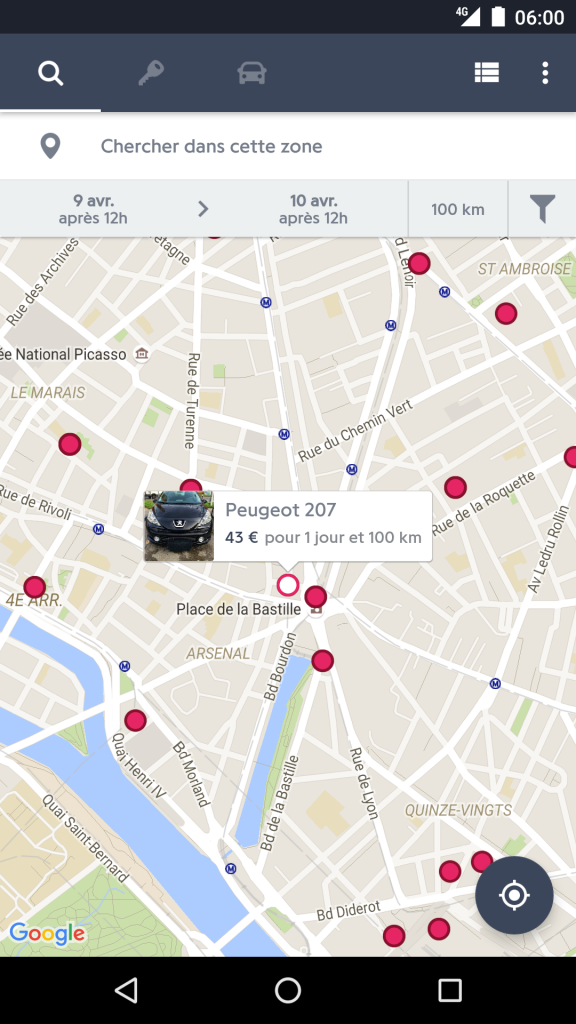 4G 06:00
Chercher dans cette zone
9 avr.
après 12h
10 avr.
après 12h
100 km
d Lenoir
ST AMBROISE
Rue des Archives
etagne
M
M
M
ée National Picasso
LE MARAIS
Rue de Turenne
Rue du Chemin Vert
M
M
Rue de Rivoli
M
Rue de la Roquette
Av Ledru Rollin
Peugeot 207
43 € pour 1 jour et 100 km
4E ARR.
Place de la Bastille
ARSENAL
Bd Bourdon
M
M
Quai Henri IV
Bd Morland
Bd de la Bastille
Rue de Lyon
QUINZE-VINGTS
Quai Saint-Bernard
M
Bd Diderot
Google